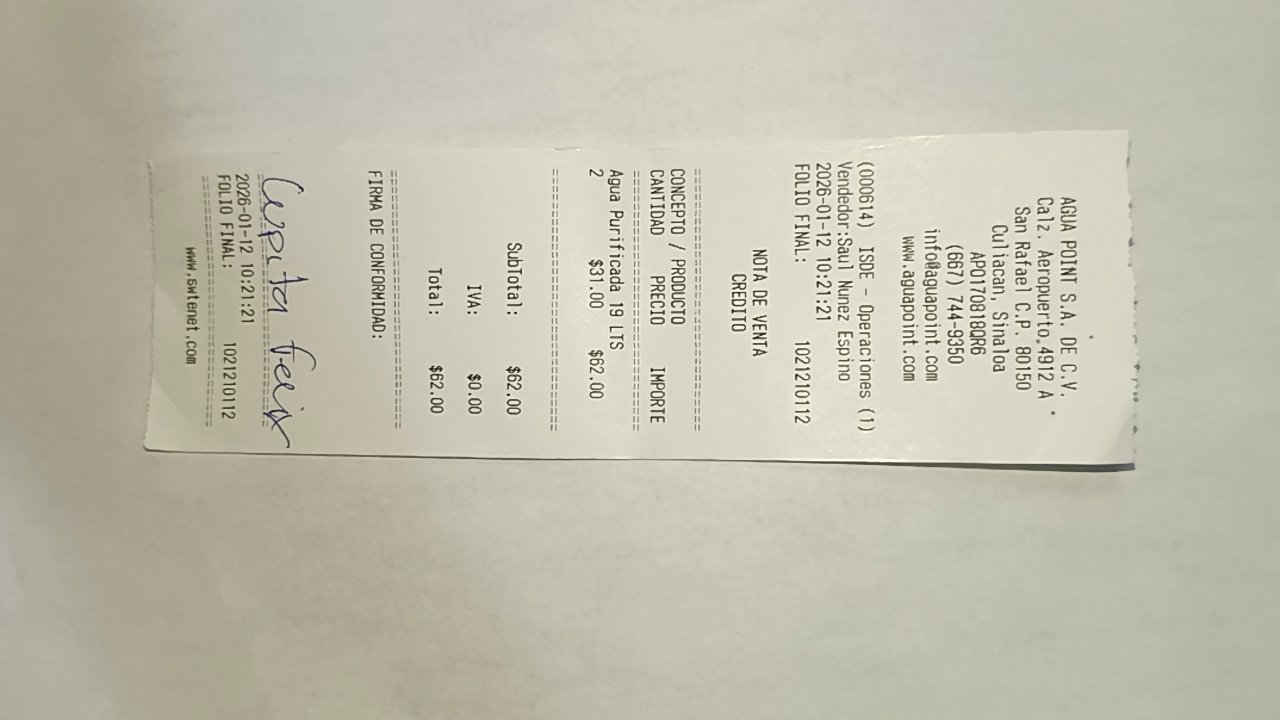 AGUA POINT S.A. DE C.V.
Calz. Aeropuerto,4912 A
San Rafael C.P. 80150
Culiacan, Sinaloa
APO170818QR6
(667) 744-9350
info@aguapoint.com
www.aguapoint.com
(000614) ISDE - Operaciones (1)
Vendedor:Saul Nunez Espino
2026-01-12 10:21:21
FOLIO FINAL: 1021210112
NOTA DE VENTA
CREDITO
CONCEPTO / PRODUCTO
CANTIDAD PRECIO IMPORTE
Agua Purificada 19 LTS
2 $31.00 $62.00
SubTotal: $62.00
IVA: $0.00
Total: $62.00
FIRMA DE CONFORMIDAD:
Felix
2026-01-12 10:21:21
FOLIO FINAL: 1021210112
www.swtenet.com